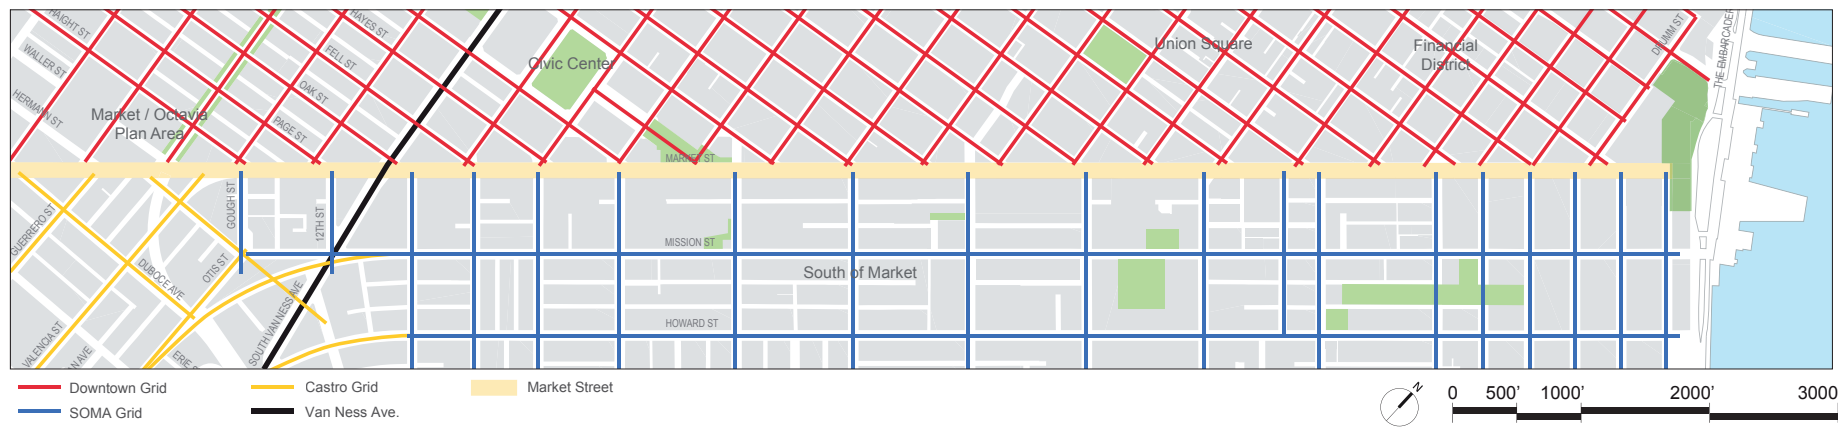 HAIGHT ST
HAYES ST
WALLER ST
FELL ST
HERMANN ST
OAK ST
PAGE ST
Market / Octavia
Plan Area
Civic Center
Union Square
Financial
District
DRUMM ST
THE EMBARCADER
MARKET ST
GUERRERO ST
GOUGH ST
12TH ST
DUBOCE AVE
OTIS ST
MISSION ST
South of Market
VALENCIA ST
AN AVE
ERIE S
SOUTH VAN NESS AVE
HOWARD ST
Downtown Grid
Castro Grid
Market Street
SOMA Grid
Van Ness Ave.
N
0 500' 1000' 2000' 3000